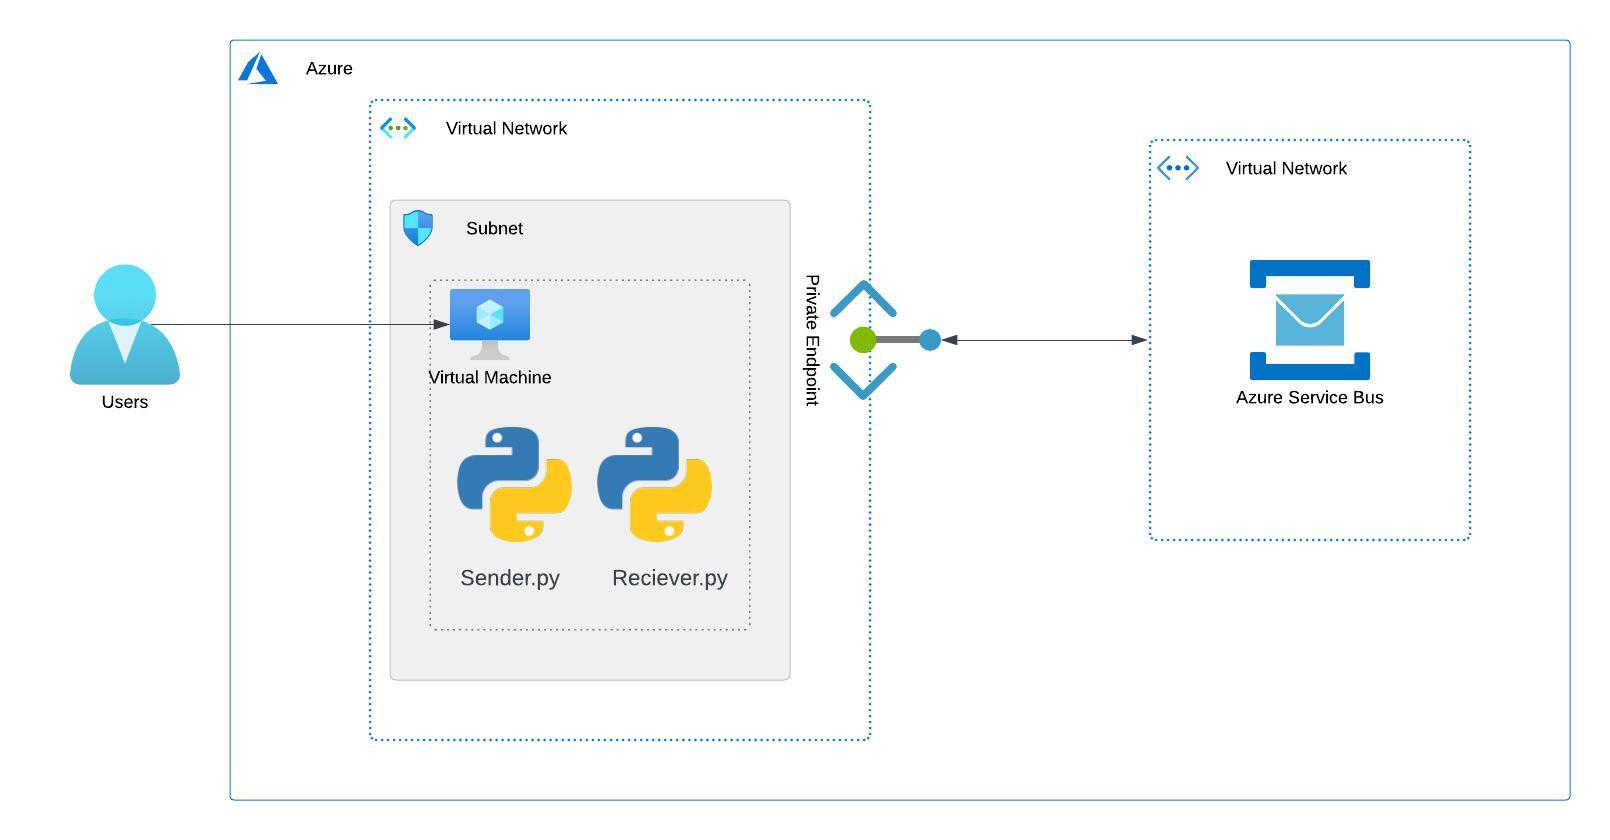 Azure
Virtual Network
Virtual Network
Subnet
Private Endpoint
Users
Virtual Machine
Azure Service Bus
Sender.py
Reciever.py